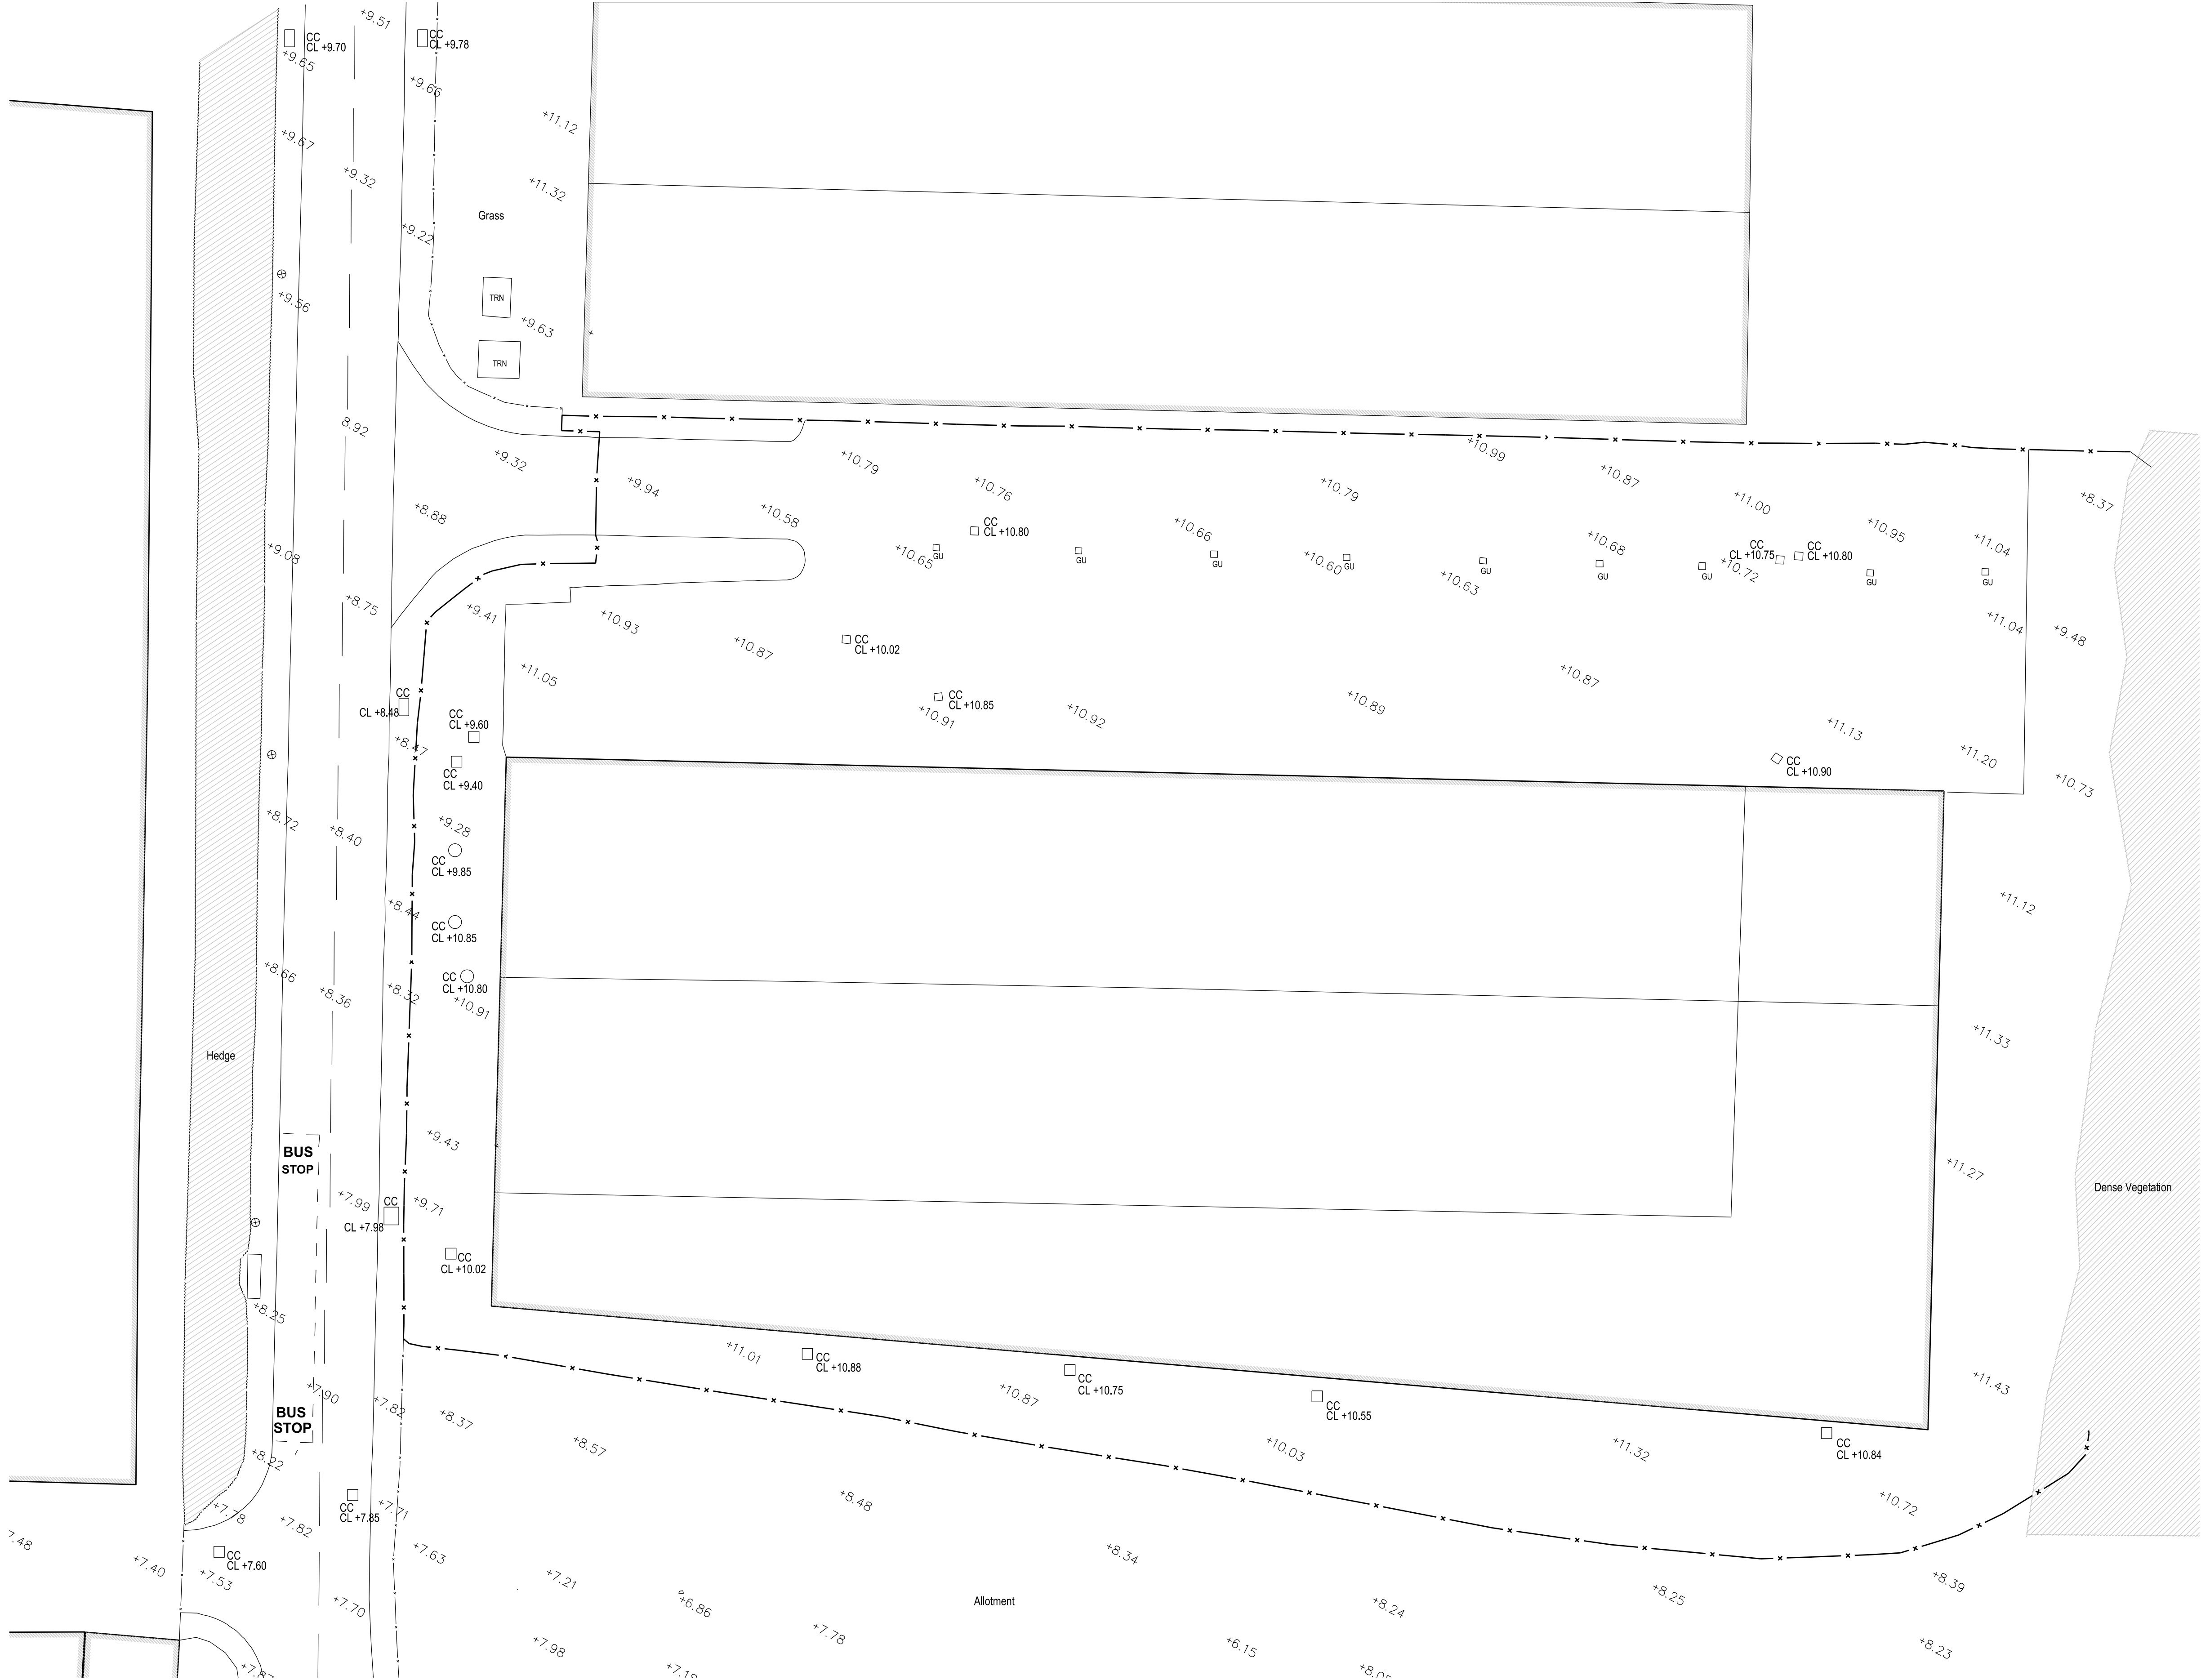 +9.51
CC
CL +9.70
CC
CL +9.78
+9.65
+9.66
+11.12
+9.67
+9.32
+11.32
Grass
+9.22
TRN
+9.56
+9.63
TRN
8.92
+9.32
+10.79
+10.99
+9.94
+10.76
+10.79
+10.87
+11.00
+8.37
+8.88
+10.58
CC
CL +10.80
+10.66
+10.95
+9.08
+10.65
GU
GU
GU
+10.60
GU
+10.68
CC
CL +10.75
CC
CL +10.80
+11.04
+10.63
GU
GU
GU
+10.72
GU
GU
+8.75
+9.41
+10.93
+11.04
+9.48
+10.87
CC
CL +10.02
+11.05
+10.87
CC
CL +8.48
CC
CL +9.60
CC
CL +10.85
+10.91
+10.92
+10.89
+11.13
+8.47
CC
CL +9.40
CC
CL +10.90
+11.20
+10.73
+8.72
+8.40
+9.28
CC
CL +9.85
+8.44
+11.12
CC
CL +10.85
+8.66
+8.36
+8.32
CC
CL +10.80
+10.91
+11.33
Hedge
+9.43
BUS
STOP
+11.27
Dense Vegetation
+7.99
CC
CL +7.98
+9.71
CC
CL +10.02
+8.25
+11.01
CC
CL +10.88
CC
CL +10.75
+11.43
+7.90
+7.82
+8.37
+10.87
CC
CL +10.55
BUS
STOP
+8.57
+10.03
+11.32
CC
CL +10.84
+8.22
+8.48
+10.72
+7.78
+7.82
CC
CL +7.85
+7.71
7.48
+7.40
CC
CL +7.60
+7.53
+7.63
+8.34
+7.70
+7.21
+6.86
Allotment
+8.24
+8.25
+8.39
+7.98
+7.78
+6.15
+8.23